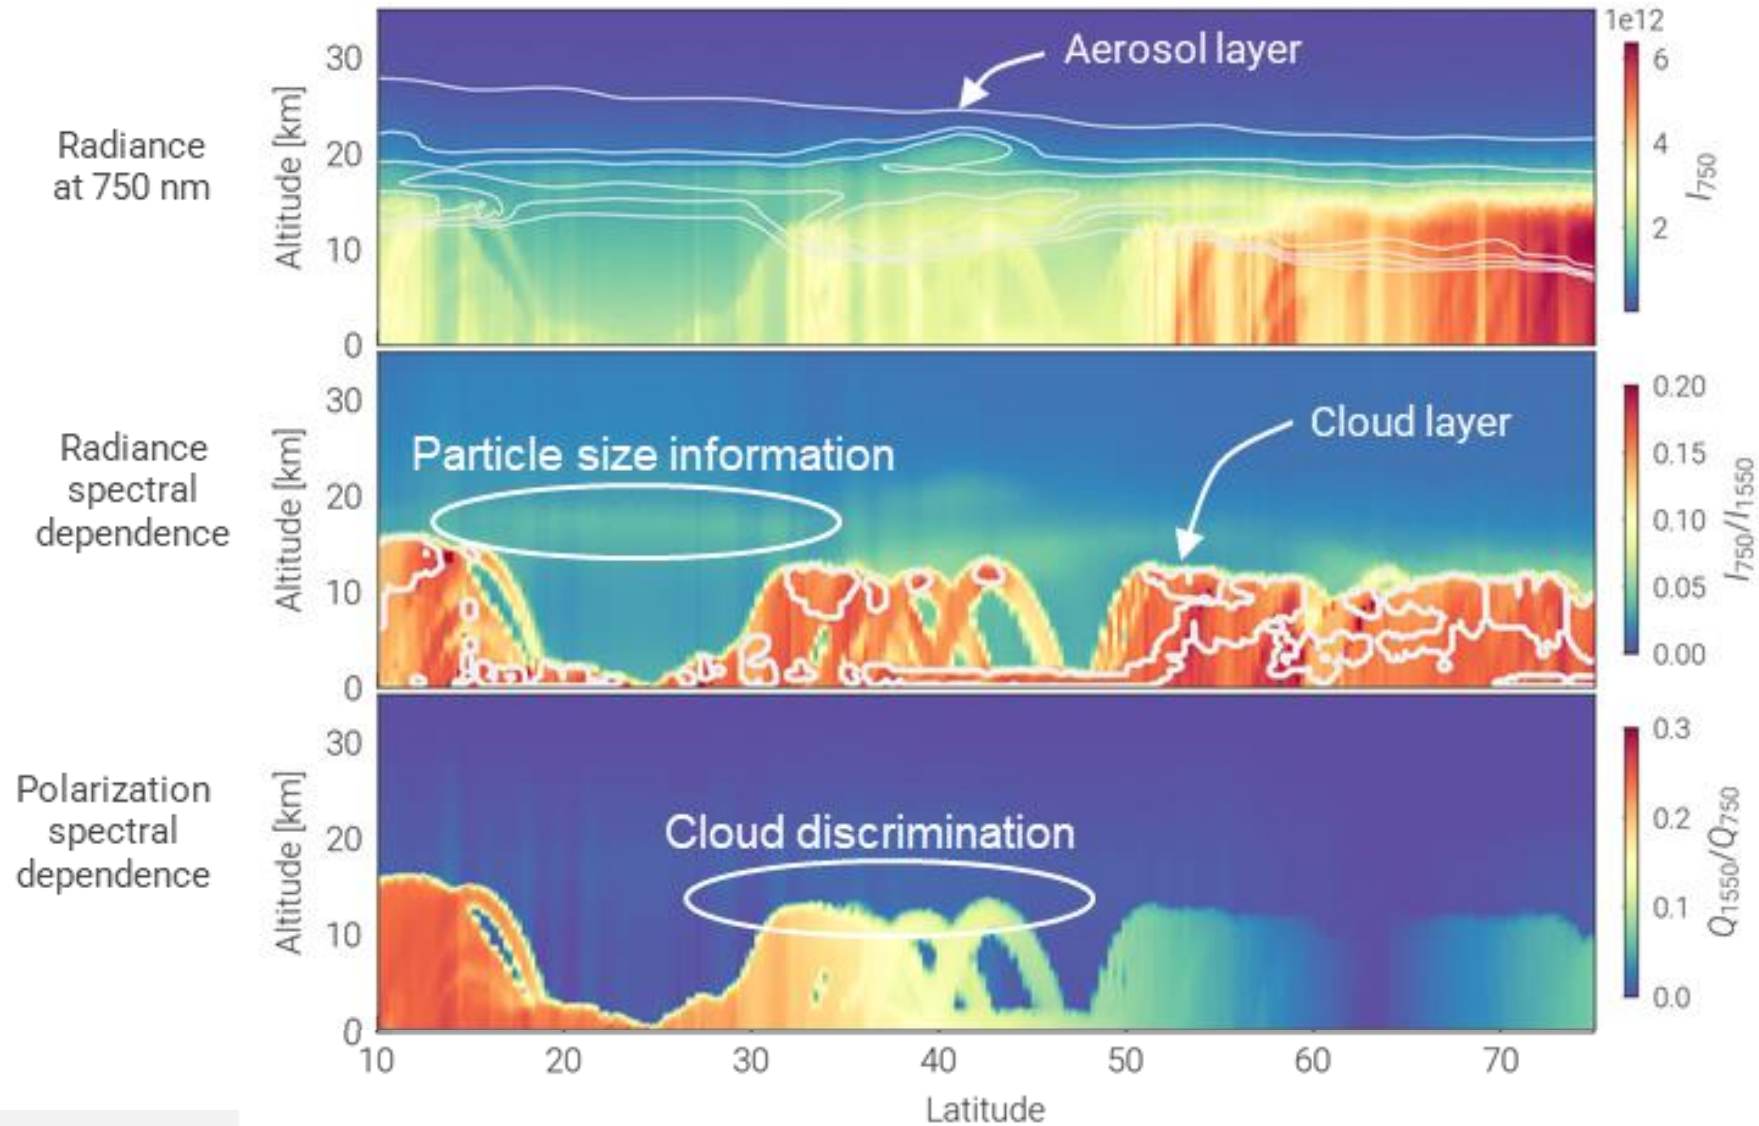 Radiance
at 750 nm
Altitude [km]
30
20
10
0
Aerosol layer
1e12
6
4
2
I750
Radiance
spectral
dependence
Altitude [km]
30
20
10
0
Particle size information
Cloud layer
0.20
0.15
0.10
0.05
0.00
I750/I1550
Polarization
spectral
dependence
Altitude [km]
30
20
10
0
Cloud discrimination
0.3
0.2
0.1
0.0
Q1550/Q750
10 20 30 40 50 60 70
Latitude